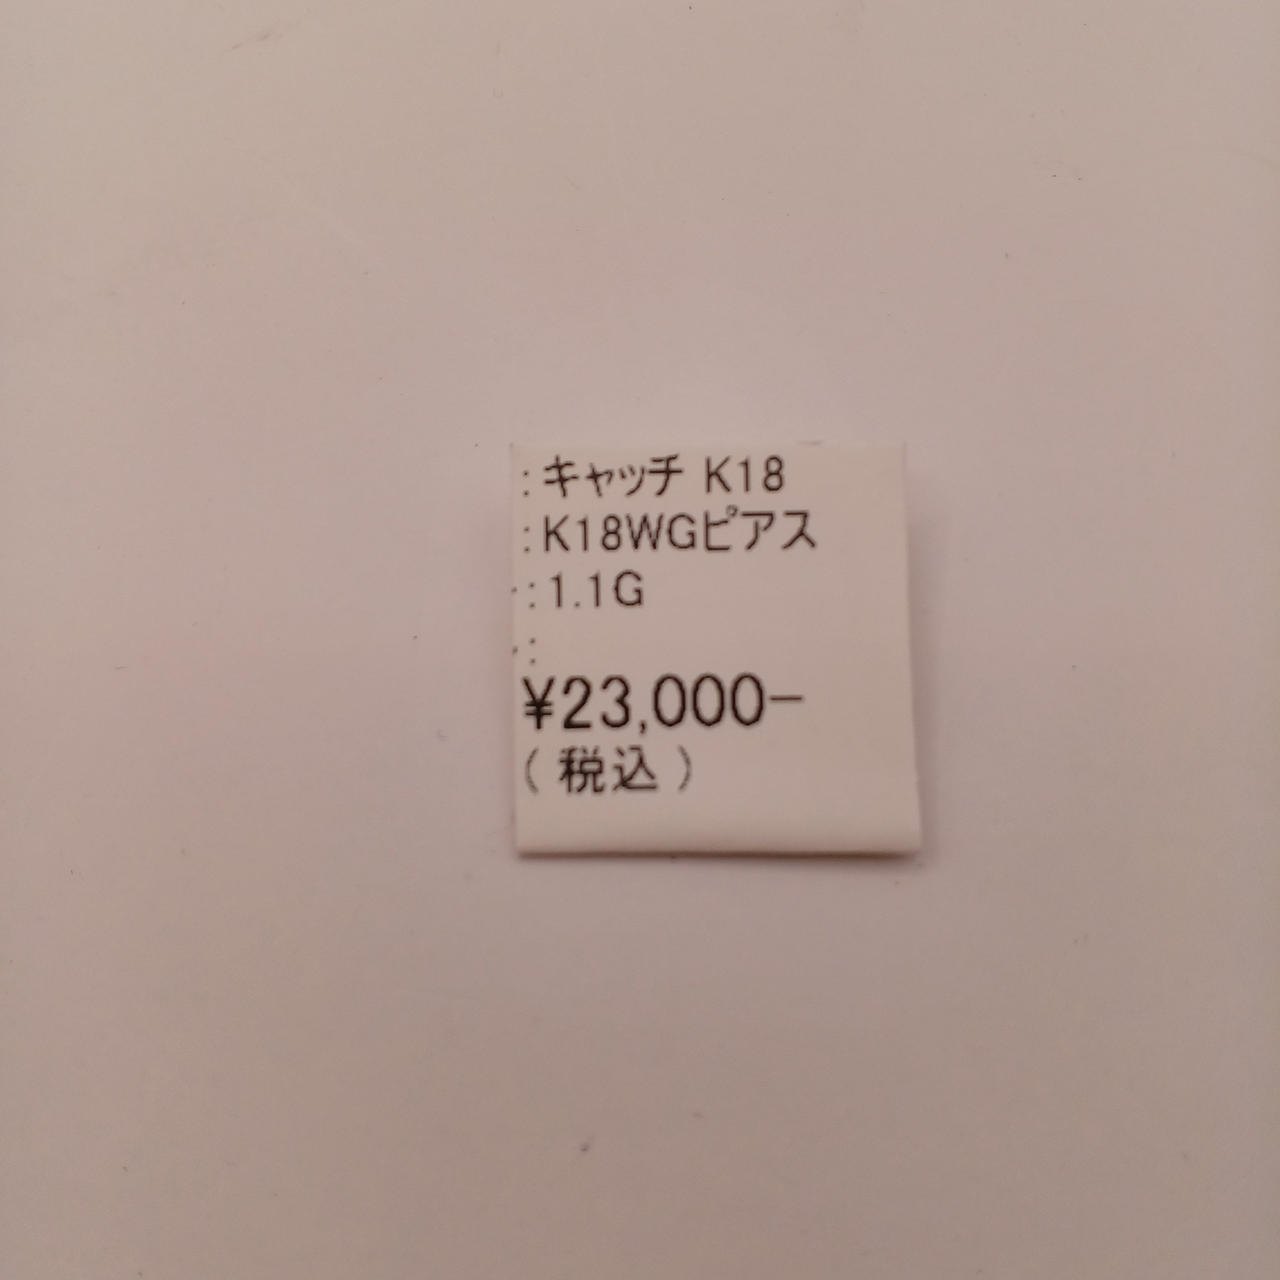 :キャッチ K18
:K18WGピアス
:1.1G
:
¥23,000-
(税込)